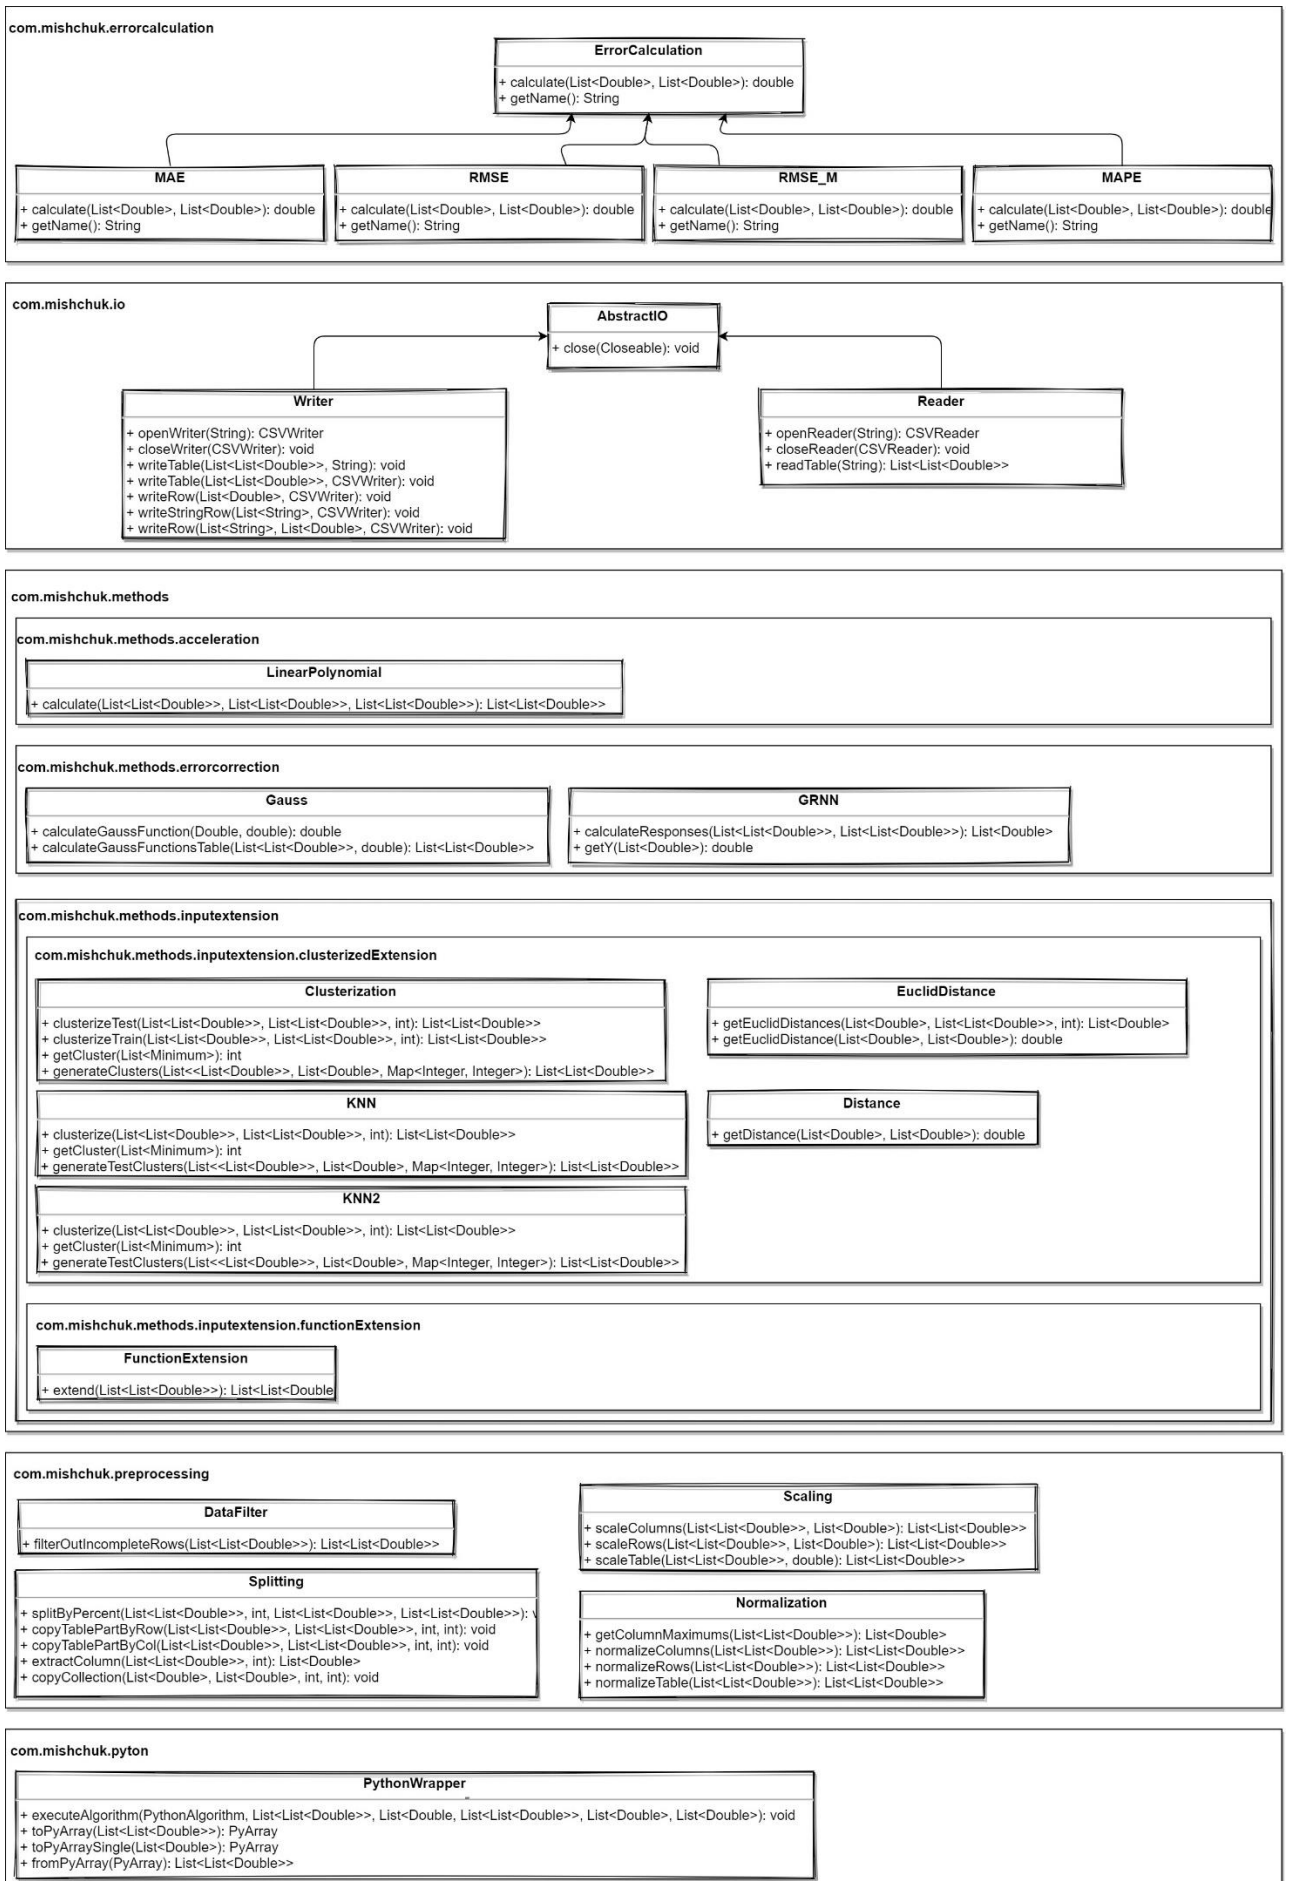 com.mishchuk.errorcalculation
ErrorCalculation
+ calculate(List<Double>, List<Double>): double
+ getName(): String
MAE
+ calculate(List<Double>, List<Double>): double
+ getName(): String
RMSE
+ calculate(List<Double>, List<Double>): double
+ getName(): String
RMSE_M
+ calculate(List<Double>, List<Double>): double
+ getName(): String
MAPE
+ calculate(List<Double>, List<Double>): double
+ getName(): String
com.mishchuk.io
AbstractIO
+ close(Closeable): void
Writer
+ openWriter(String): CSVWriter
+ closeWriter(CSVWriter): void
+ writeTable(List<List<Double>>, String): void
+ writeTable(List<List<Double>>, CSVWriter): void
+ writeRow(List<Double>, CSVWriter): void
+ writeStringRow(List<String>, CSVWriter): void
+ writeRow(List<String>, List<Double>, CSVWriter): void
Reader
+ openReader(String): CSVReader
+ closeReader(CSVReader): void
+ readTable(String): List<List<Double>>
com.mishchuk.methods
com.mishchuk.methods.acceleration
LinearPolynomial
+ calculate(List<List<Double>>, List<List<Double>>, List<List<Double>>): List<List<Double>>
com.mishchuk.methods.errorcorrection
Gauss
+ calculateGaussFunction(Double, double): double
+ calculateGaussFunctionsTable(List<List<Double>>, double): List<List<Double>>
GRNN
+ calculateResponses(List<List<Double>>, List<List<Double>>): List<Double>
+ getY(List<Double>): double
com.mishchuk.methods.inputextension
com.mishchuk.methods.inputextension.clusterizedExtension
Clusterization
+ clusterizeTest(List<List<Double>>, List<List<Double>>, int): List<List<Double>>
+ clusterizeTrain(List<List<Double>>, List<List<Double>>, int): List<List<Double>>
+ getCluster(List<Minimum>): int
+ generateClusters(List<<List<Double>>, List<Double>, Map<Integer, Integer>): List<List<Double>>
EuclidDistance
+ getEuclidDistances(List<Double>, List<List<Double>>, int): List<Double>
+ getEuclidDistance(List<Double>, List<Double>): double
KNN
+ clusterize(List<List<Double>>, List<List<Double>>, int): List<List<Double>>
+ getCluster(List<Minimum>): int
+ generateTestClusters(List<<List<Double>>, List<Double>, Map<Integer, Integer>): List<List<Double>>
Distance
+ getDistance(List<Double>, List<Double>): double
KNN2
+ clusterize(List<List<Double>>, List<List<Double>>, int): List<List<Double>>
+ getCluster(List<Minimum>): int
+ generateTestClusters(List<<List<Double>>, List<Double>, Map<Integer, Integer>): List<List<Double>>
com.mishchuk.methods.inputextension.functionExtension
FunctionExtension
+ extend(List<List<Double>>): List<List<Double
com.mishchuk.preprocessing
DataFilter
+ filterOutIncompleteRows(List<List<Double>>): List<List<Double>>
Scaling
+ scaleColumns(List<List<Double>>, List<Double>): List<List<Double>>
+ scaleRows(List<List<Double>>, List<Double>): List<List<Double>>
+ scaleTable(List<List<Double>>, double): List<List<Double>>
Splitting
+ splitByPercent(List<List<Double>>, int, List<List<Double>>, List<List<Double>>):
+ copyTablePartByRow(List<List<Double>>, List<List<Double>>, int, int): void
+ copyTablePartByCol(List<List<Double>>, List<List<Double>>, int, int): void
+ extractColumn(List<List<Double>>, int): List<Double>
+ copyCollection(List<Double>, List<Double>, int, int): void
Normalization
+ getColumnMaximums(List<List<Double>>): List<Double>
+ normalizeColumns(List<List<Double>>): List<List<Double>>
+ normalizeRows(List<List<Double>>): List<List<Double>>
+ normalizeTable(List<List<Double>>): List<List<Double>>
com.mishchuk.pyton
PythonWrapper
+ executeAlgorithm(PythonAlgorithm, List<List<Double>>, List<Double, List<List<Double>>, List<Double>, List<Double>): void
+ toPyArray(List<List<Double>>): PyArray
+ toPyArraySingle(List<Double>): PyArray
+ fromPyArray(PyArray): List<List<Double>>